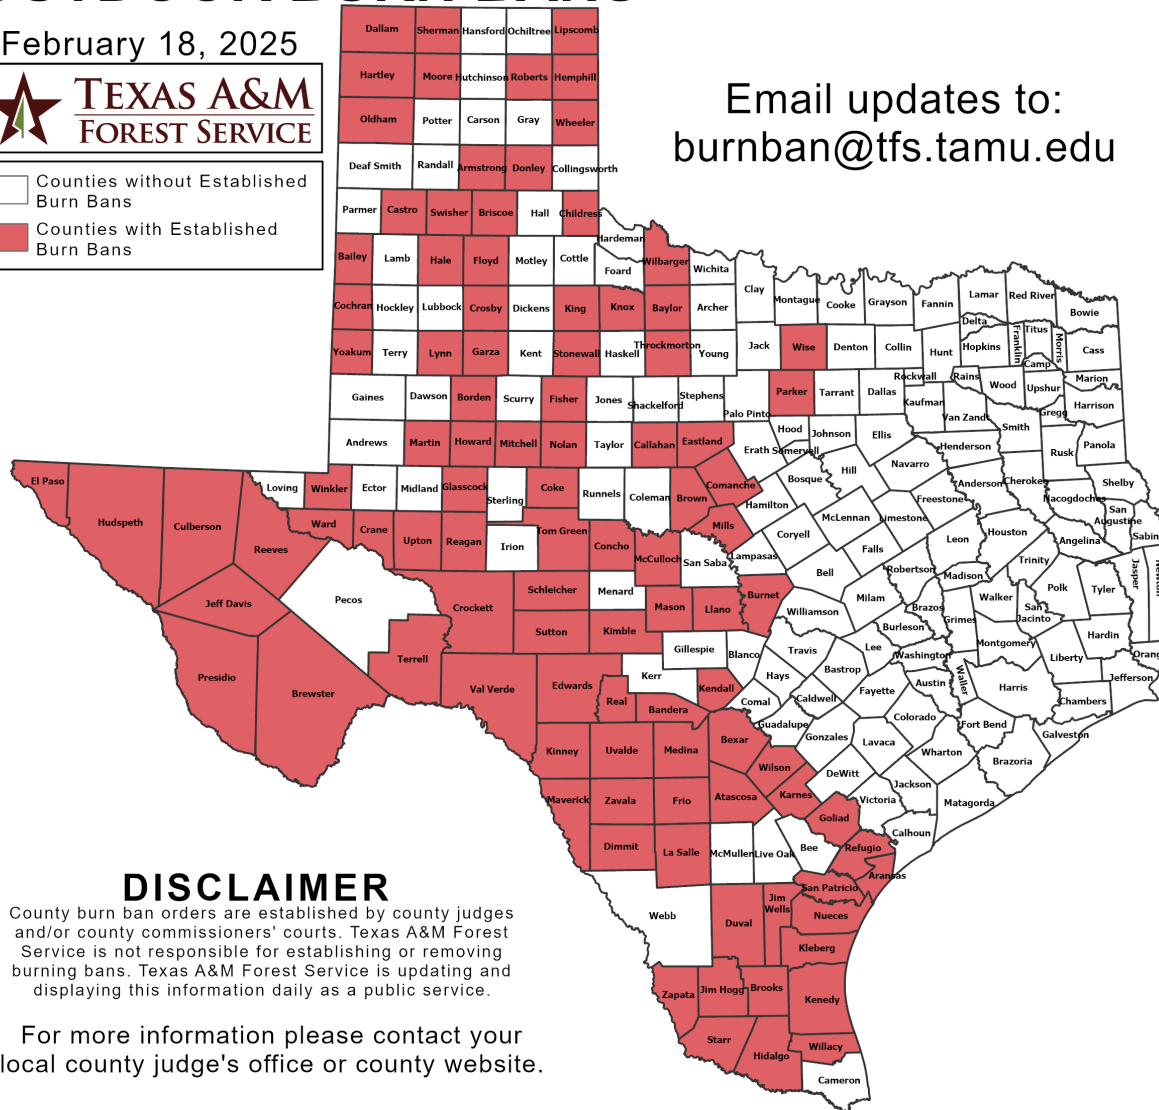 February 18, 2025
TEXAS A&M
FOREST SERVICE
Counties without Established
Burn Bans
Counties with Established
Burn Bans
Email updates to:
burnban@tfs.tamu.edu
Dallam Sherman Hansford Ochiltree Lipscomb
Hartley Moore Hutchinson Roberts Hemphill
Oldham Potter Carson Gray Wheeler
Deaf Smith Randall Armstrong Donley Collingsworth
Parmer Castro Swisher Briscoe Hall Childress
Hardeman
Bailey Lamb Hale Floyd Motley Cottle Foard Wilbarger Wichita
Clay Montague Cooke Grayson Fannin Lamar Red River Bowie
Cochran Hockley Lubbock Crosby Dickens King Knox Baylor Archer
Delta Franklin Titus Morris Cass
Yoakum Terry Lynn Garza Kent Stonewall Haskell Throckmorton Young Jack Wise Denton Collin Hunt Hopkins Camp
Rockwall Rains Wood Upshur Marion
Gaines Dawson Borden Scurry Fisher Jones Shackelford Stephens Palo Pinto Parker Tarrant Dallas Kaufman Van Zandt Smith Gregg Harrison
Andrews Martin Howard Mitchell Nolan Taylor Callahan Eastland Erath Hood Somervell Johnson Ellis Henderson Rusk Panola
El Paso Hudspeth Culberson Reeves Loving Winkler Ector Midland Glasscock Sterling Coke Runnels Coleman Brown Comanche Hamilton Bosque Hill Navarro Freestone Anderson Cherokee Nacogdoches Shelby
San
Augustine
Sabin
Ward Crane Upton Reagan Irion Tom Green Concho McCulloch San Saba Mills Lampasas Coryell McLennan Limestone Falls Leon Houston Angelina Trinity
Jeff Davis Pecos Crockett Schleicher Menard Mason Llano Burnet Bell Milam Robertson Madison Walker Polk Tyler Jasper Newton
San
Jacinto
Presidio Brewster Terrell Val Verde Sutton Kimble Gillespie Blanco Williamson Travis Burleson Brazos Grimes Montgomery Hardin Liberty Orang
Edwards Real Kerr Bandera Kendall Comal Hays Caldwell Bastrop Lee Washington Austin Waller Harris Chambers Jefferson
Fayette Guadalupe Gonzales Lavaca Colorado Fort Bend Galveston Wharton Brazoria
Kinney Uvalde Medina Bexar Wilson DeWitt Jackson Matagorda Victoria
Maverick Zavala Frio Atascosa Karnes Goliad Calhoun
Dimmit La Salle McMullen Live Oak Bee Refugio Aransas
San Patricio
Webb Duval
Jim
Wells
Nueces
Kleberg
Zapata Jim Hogg Brooks Kenedy
Starr Hidalgo Willacy
Cameron
DISCLAIMER
County burn ban orders are established by county judges
and/or county commissioners' courts. Texas A&M Forest
Service is not responsible for establishing or removing
burning bans. Texas A&M Forest Service is updating and
displaying this information daily as a public service.
For more information please contact your
local county judge's office or county website.